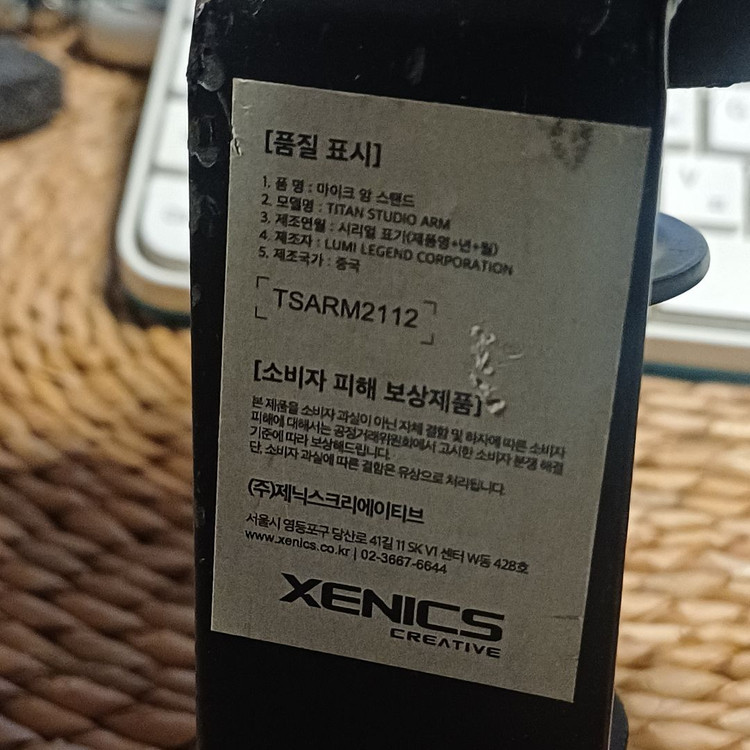 [품질 표시]
1. 품 명 : 마이크 암 스탠드
2. 모델명 : TITAN STUDIO ARM
3. 제조연월 : 시리얼 표기(제품명+년+월)
4. 제조자 : LUMI LEGEND CORPORATION
5. 제조국가 : 중국
TSARM2112
[소비자 피해 보상제품]
본 제품을 소비자 과실이 아닌 자체 결함 및 하자에 따른 소비자
피해에 대해서는 공정거래위원회에서 고시한 소비자 분쟁 해결
기준에 따라 보상해드립니다.
단, 소비자 과실에 따른 결함은 유상으로 처리됩니다.
(주)제닉스크리에이티브
서울시 영등포구 당산로 41길 11 SK V1 센터 W동 428호
www.xenics.co.kr | 02-3667-6644
XENICS
CREATIVE
V